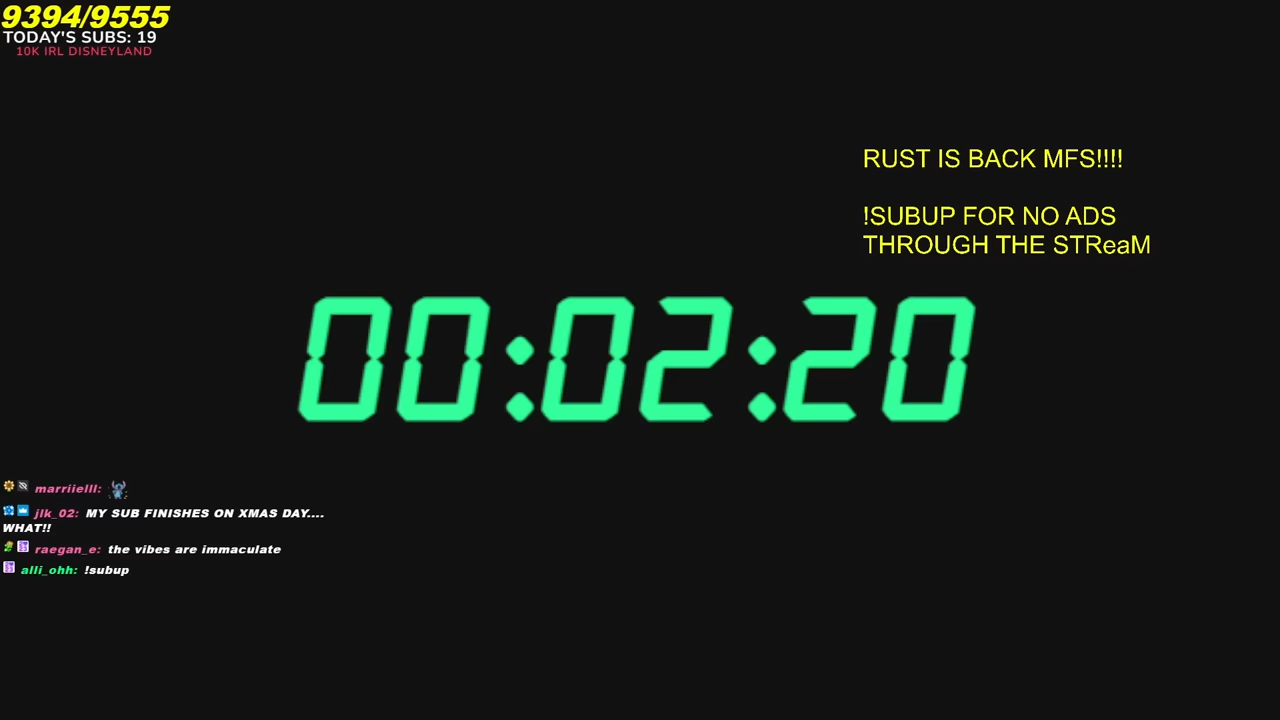 9394/9555
TODAY'S SUBS: 19
10K IRL DISNEYLAND
RUST IS BACK MFS!!!!
!SUBUP FOR NO ADS
THROUGH THE STReaM
00:02:20
marriielll:
jlk_02: MY SUB FINISHES ON XMAS DAY....
WHAT!!
raegan_e: the vibes are immaculate
alli_ohh: !subup